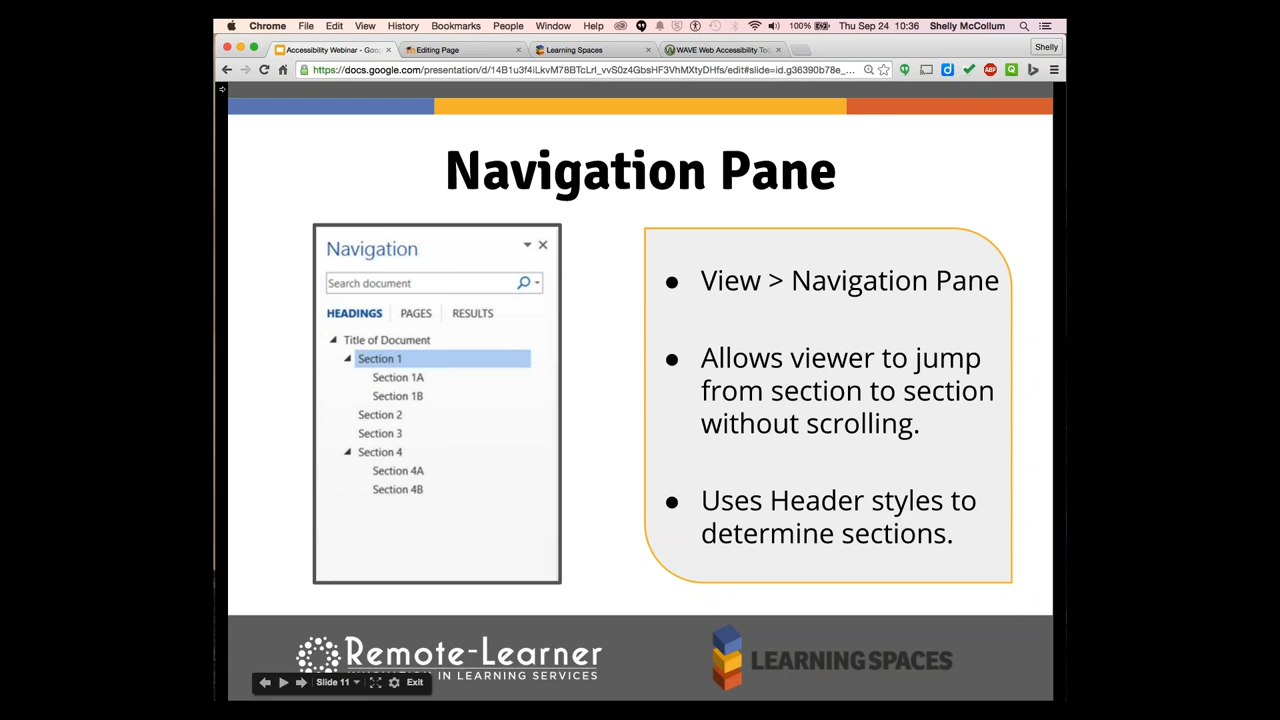 Chrome File Edit View History Bookmarks People Window Help 100% Thu Sep 24 10:36 Shelly McCollum
Accessibility Webinar - Goo Editing Page Learning Spaces WAVE Web Accessibility Too Shelly
https://docs.google.com/presentation/d/14B1u3f4iLkvM78BTcLrI_vvS0z4GbsHF3VhMXtyDHfs/edit#slide=id.g36390b78e_...
Navigation Pane
Navigation
Search document
HEADINGS PAGES RESULTS
Title of Document
Section 1
Section 1A
Section 1B
Section 2
Section 3
Section 4
Section 4A
Section 4B
● View > Navigation Pane
● Allows viewer to jump
from section to section
without scrolling.
● Uses Header styles to
determine sections.
Remote-Learner
IN LEARNING SERVICES
LEARNING SPACES
Slide 11 Exit